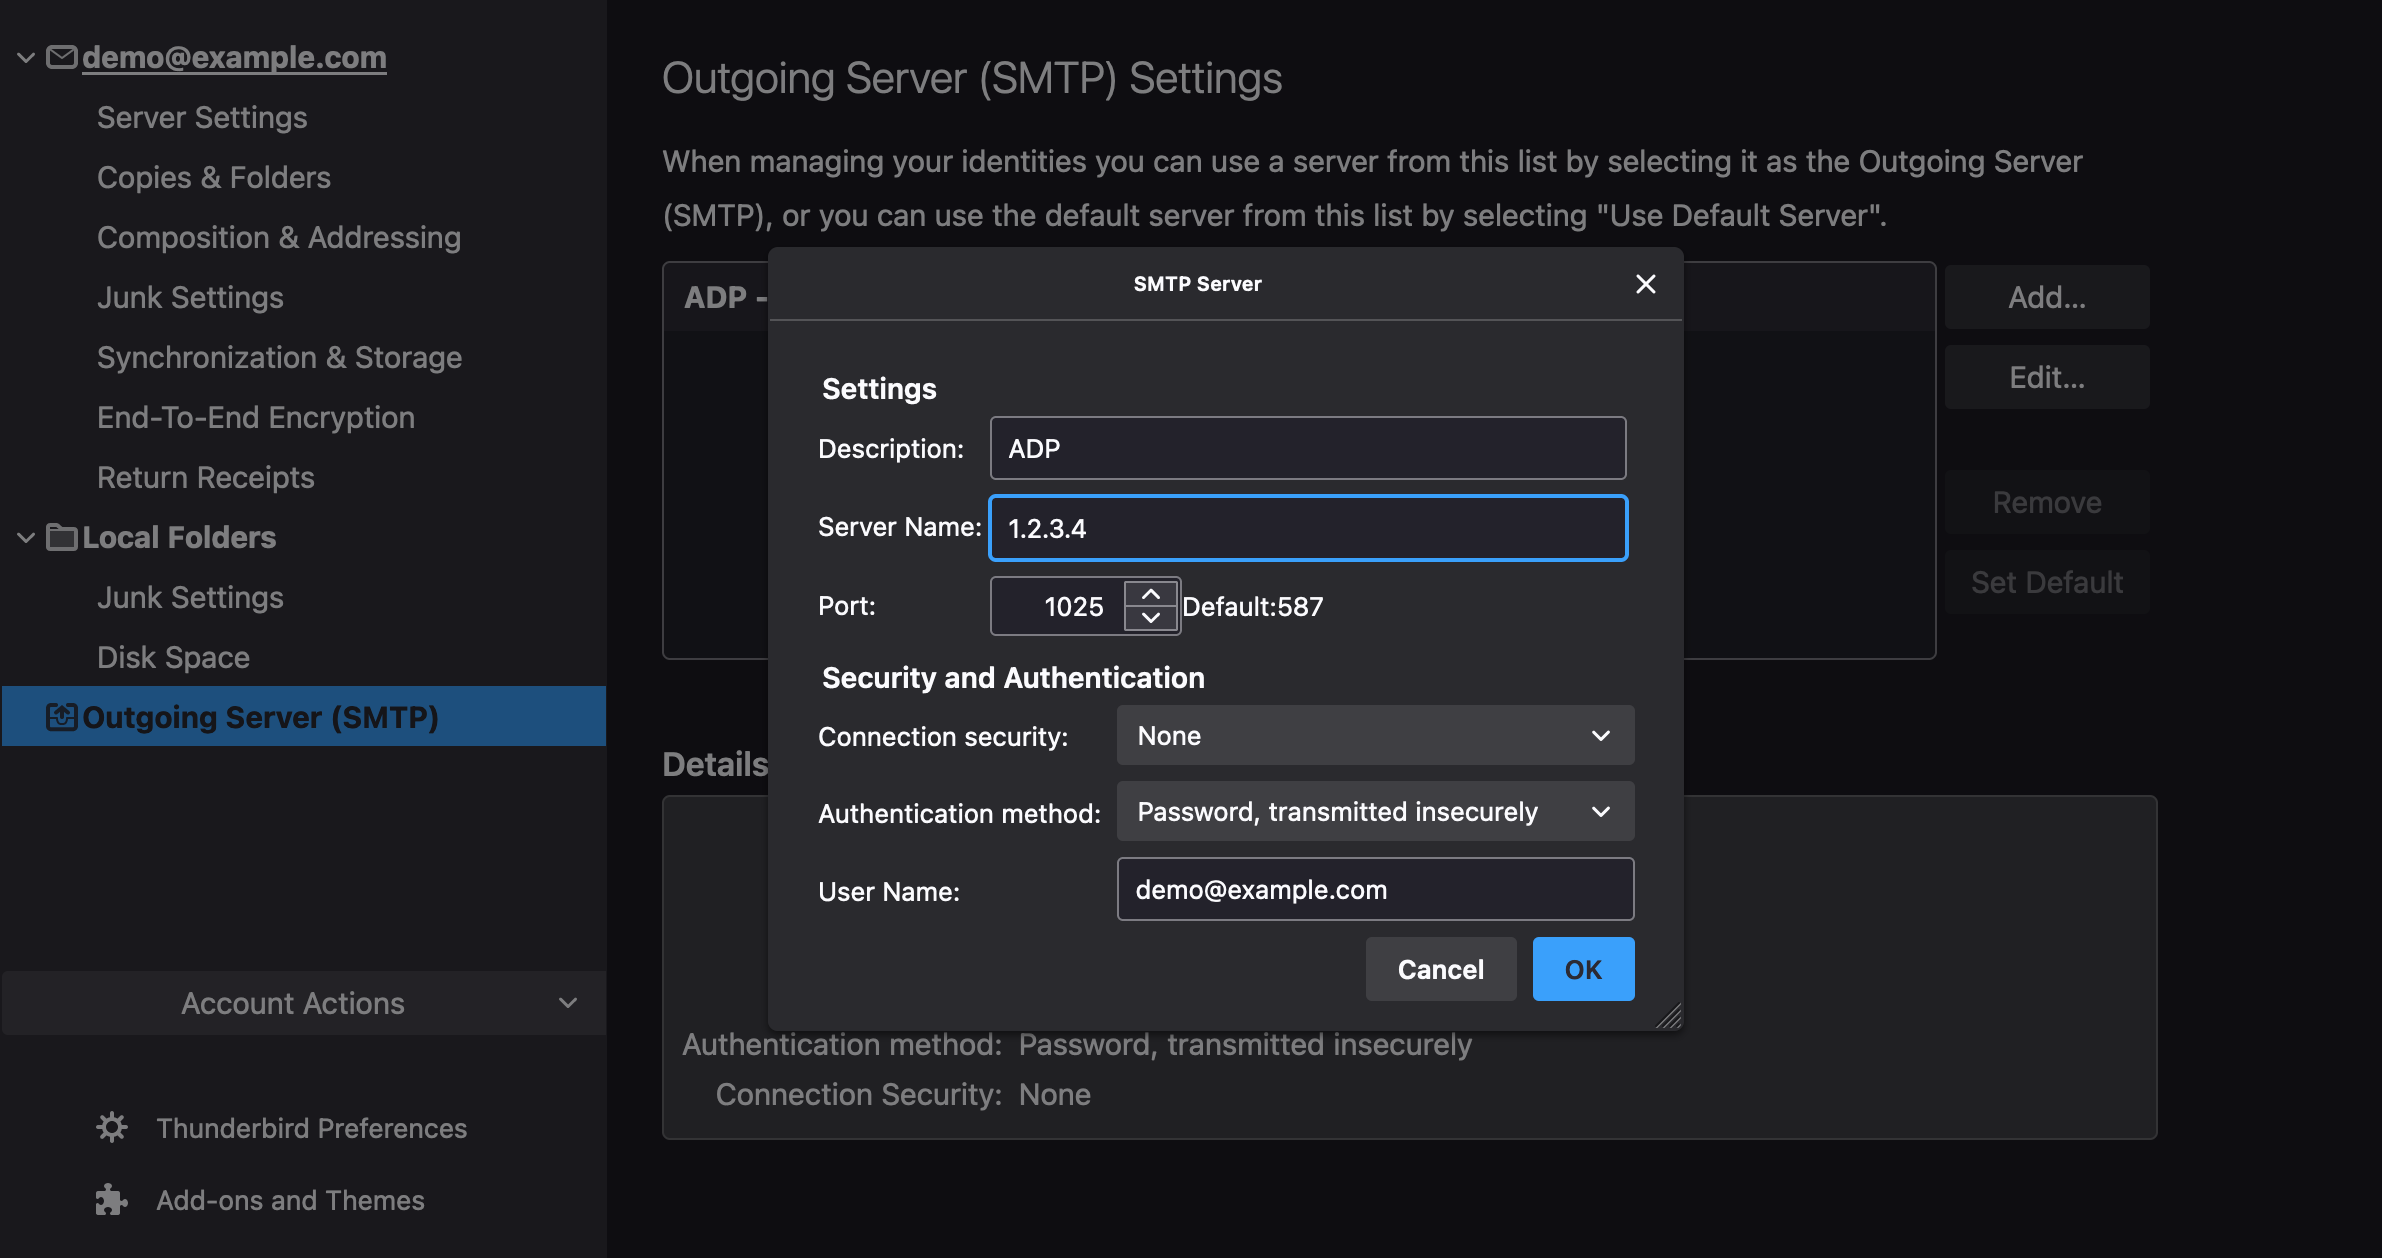 demo@example.com
Server Settings
Copies & Folders
Composition & Addressing
Junk Settings
Synchronization & Storage
End-To-End Encryption
Return Receipts
Local Folders
Junk Settings
Disk Space
Outgoing Server (SMTP)
Account Actions
Thunderbird Preferences
Add-ons and Themes
Outgoing Server (SMTP) Settings
When managing your identities you can use a server from this list by selecting it as the Outgoing Server
(SMTP), or you can use the default server from this list by selecting "Use Default Server".
ADP -
Add...
Edit...
Remove
Set Default
SMTP Server
Settings
Description: ADP
Server Name: 1.2.3.4
Port: 1025 Default:587
Security and Authentication
Connection security: None
Authentication method: Password, transmitted insecurely
User Name: demo@example.com
Cancel OK
Details
Authentication method: Password, transmitted insecurely
Connection Security: None